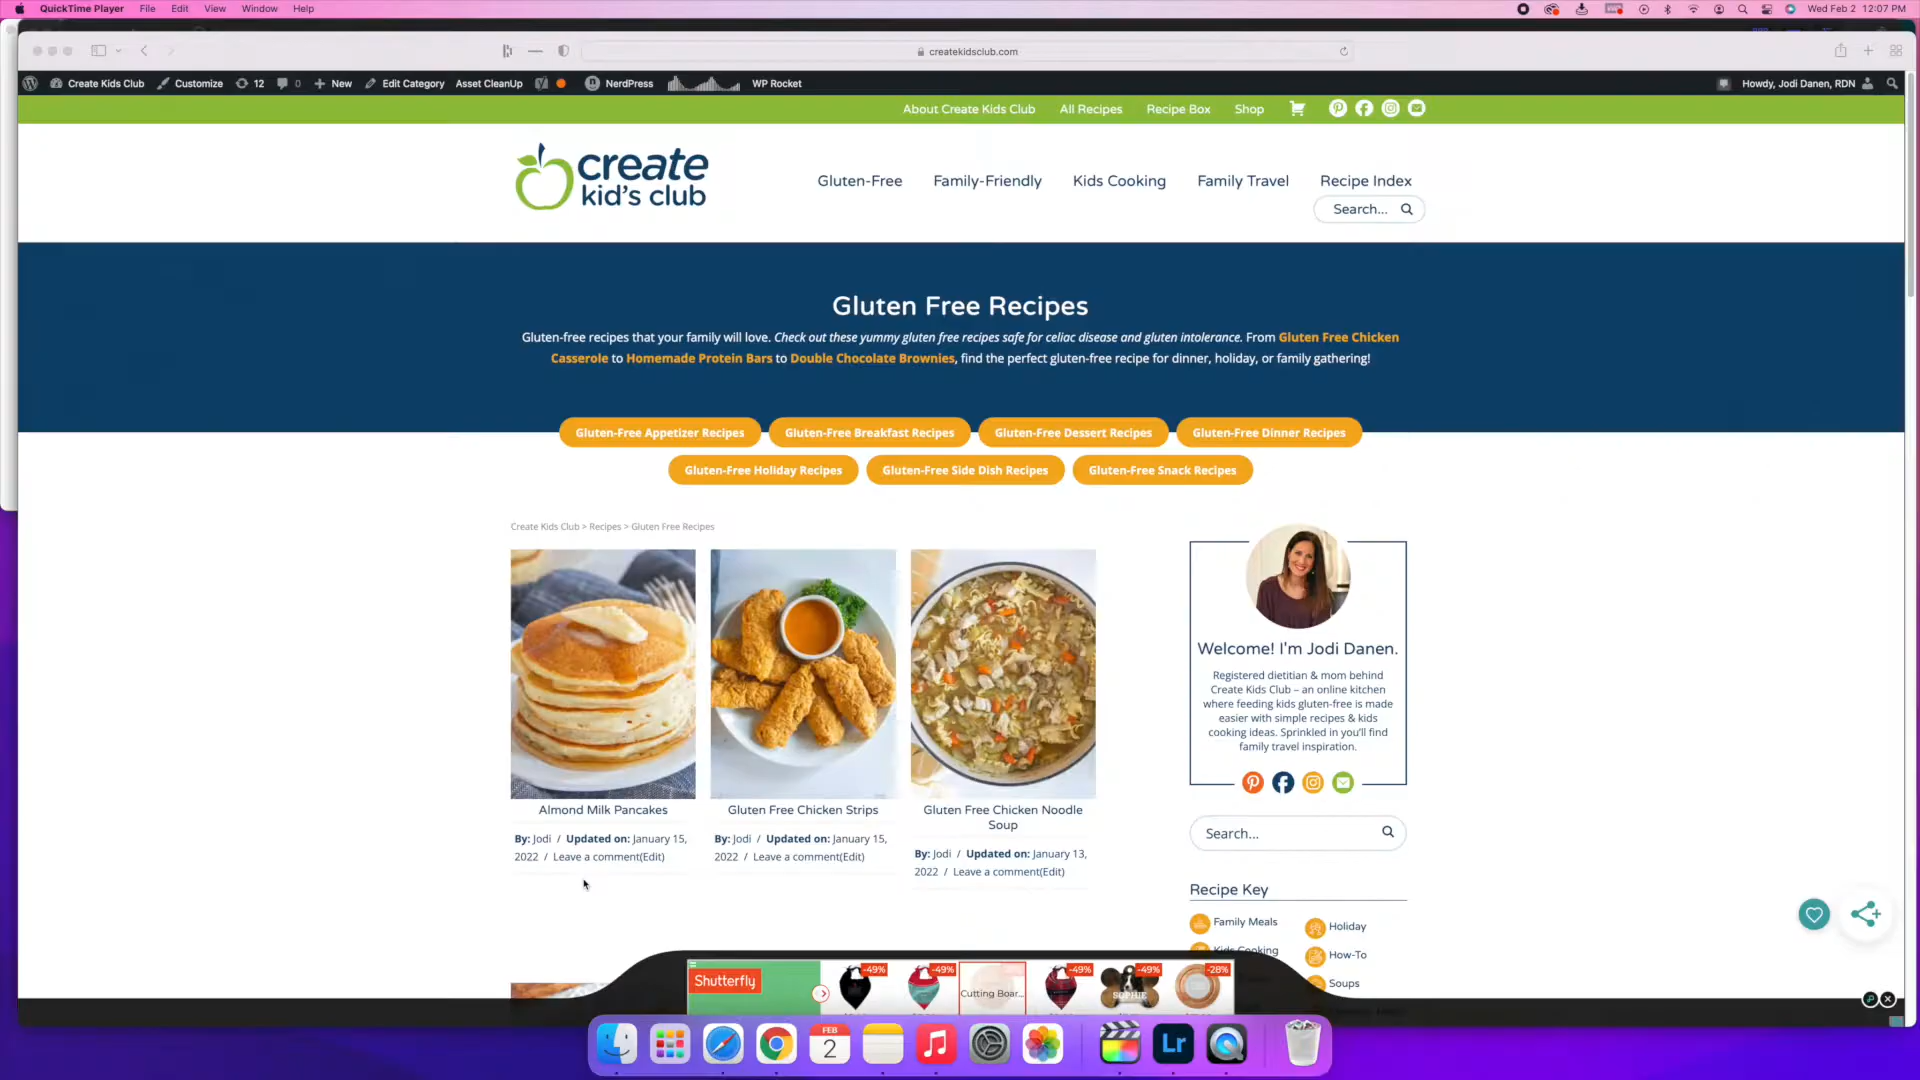 QuickTime Player File Edit View Window Help
Wed Feb 2 12:07 PM
createkidsclub.com
Create Kids Club Customize 12 0 New Edit Category Asset CleanUp NerdPress WP Rocket
Howdy, Jodi Danen, RDN
About Create Kids Club All Recipes Recipe Box Shop
create
kid's club
Gluten-Free Family-Friendly Kids Cooking Family Travel Recipe Index
Search...
Gluten Free Recipes
Gluten-free recipes that your family will love. Check out these yummy gluten free recipes safe for celiac disease and gluten intolerance. From Gluten Free Chicken
Casserole to Homemade Protein Bars to Double Chocolate Brownies, find the perfect gluten-free recipe for dinner, holiday, or family gathering!
Gluten-Free Appetizer Recipes Gluten-Free Breakfast Recipes Gluten-Free Dessert Recipes Gluten-Free Dinner Recipes
Gluten-Free Holiday Recipes Gluten-Free Side Dish Recipes Gluten-Free Snack Recipes
Create Kids Club > Recipes > Gluten Free Recipes
Almond Milk Pancakes
By: Jodi / Updated on: January 15,
2022 / Leave a comment(Edit)
Gluten Free Chicken Strips
By: Jodi / Updated on: January 15,
2022 / Leave a comment(Edit)
Gluten Free Chicken Noodle
Soup
By: Jodi / Updated on: January 13,
2022 / Leave a comment(Edit)
Welcome! I'm Jodi Danen.
Registered dietitian & mom behind
Create Kids Club – an online kitchen
where feeding kids gluten-free is made
easier with simple recipes & kids
cooking ideas. Sprinkled in you'll find
family travel inspiration.
Search...
Recipe Key
Family Meals
Holiday
Kids Cooking
How-To
Soups
Shutterfly
-49% -49% Cutting Boar... -49% -49% -28%
SOPHIE
FEB
2
Lr